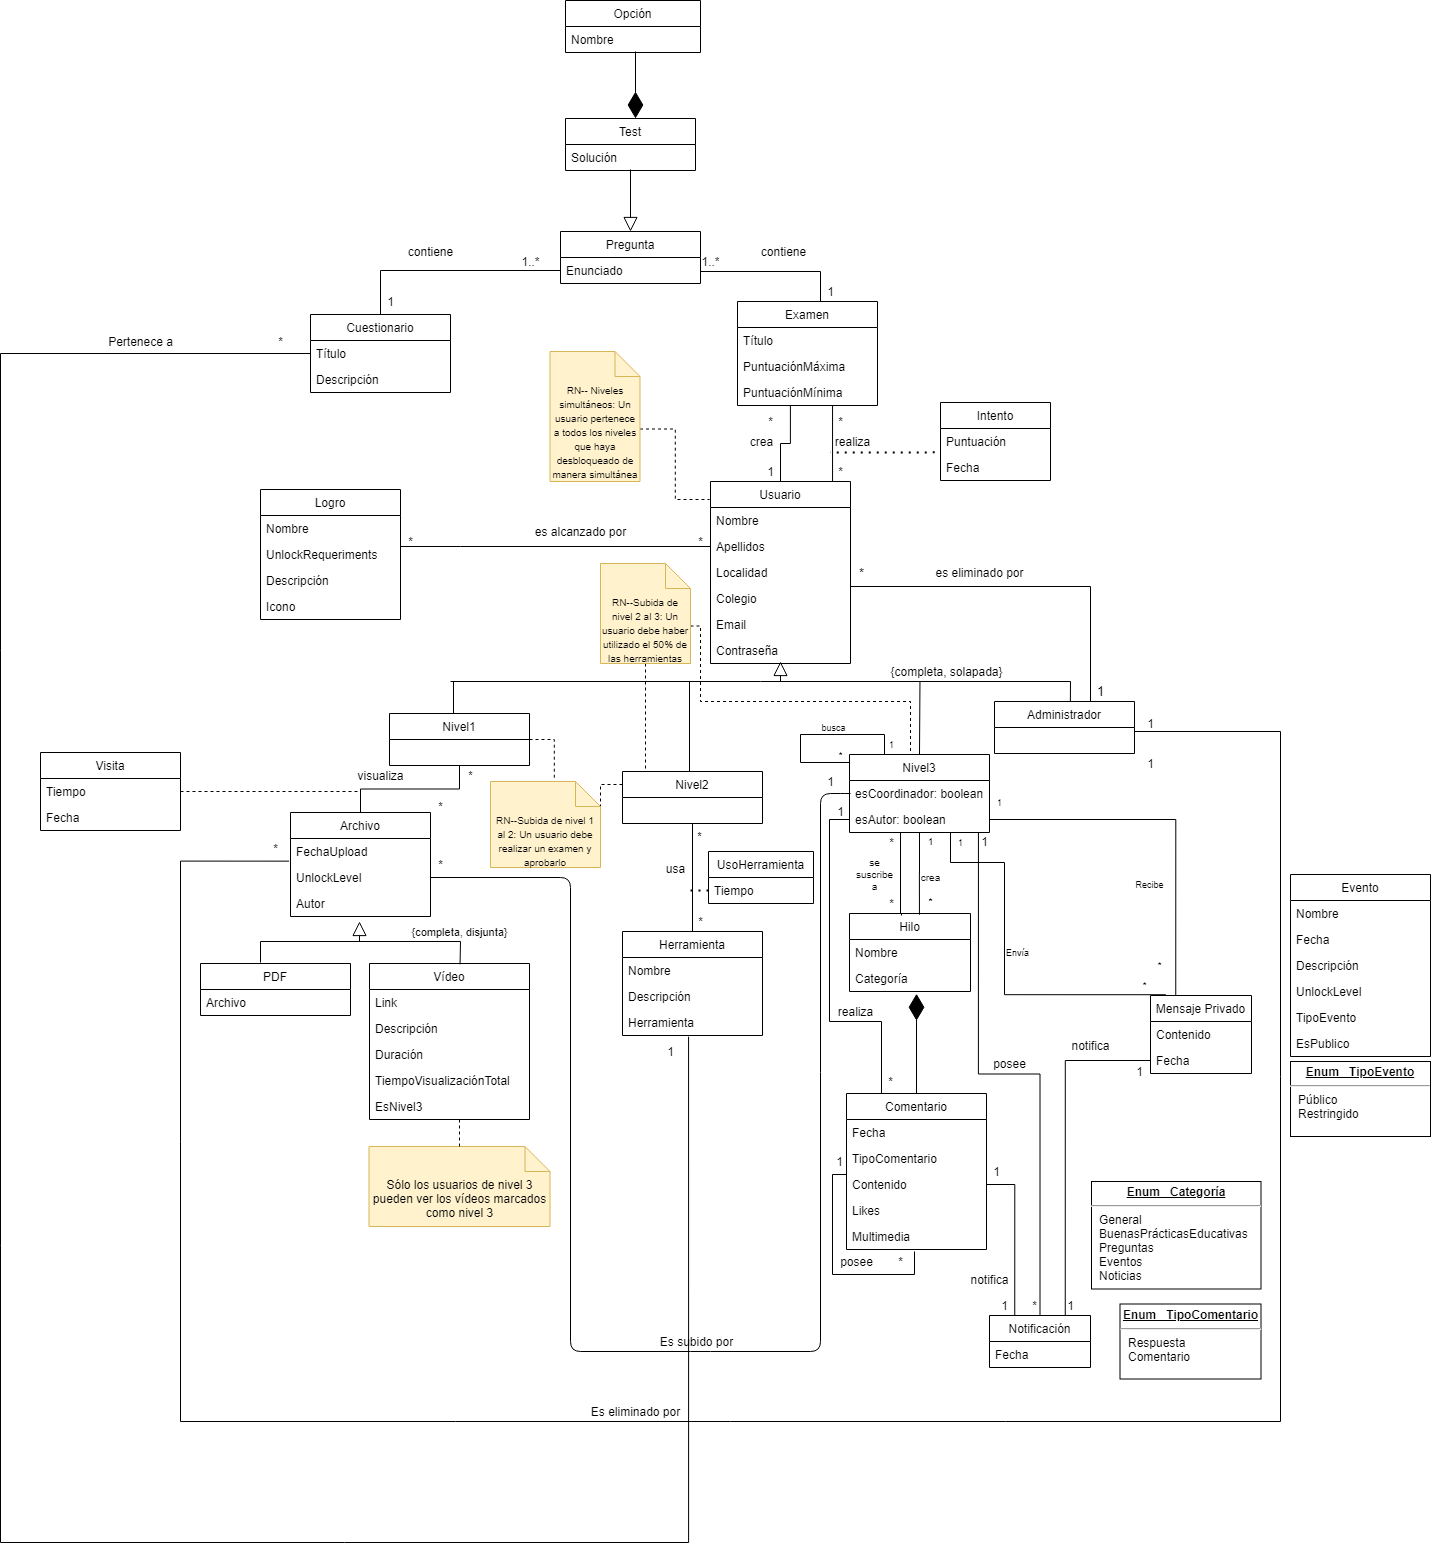 Opción
Nombre
Test
Solución
Pregunta
Enunciado
contiene
1..*
1
contiene
1..*
1
Cuestionario
Título
Descripción
Pertenece a
*
Examen
Título
PuntuaciónMáxima
PuntuaciónMínima
RN-- Niveles
simultáneos: Un
usuario pertenece
a todos los niveles
que haya
desbloqueado de
manera simultánea
*
crea
1
*
realiza
*
Intento
Puntuación
Fecha
Usuario
Nombre
Apellidos
Localidad
Colegio
Email
Contraseña
Logro
Nombre
UnlockRequeriments
Descripción
Icono
*
es alcanzado por
*
RN--Subida de
nivel 2 al 3: Un
usuario debe haber
utilizado el 50% de
las herramientas
*
es eliminado por
1
{completa, solapada}
Administrador
1
1
Nivel1
Nivel2
busca
1
*
Nivel3
esCoordinador: boolean
esAutor: boolean
1
1
1
Visita
Tiempo
Fecha
visualiza
*
*
RN--Subida de nivel 1
al 2: Un usuario debe
realizar un examen y
aprobarlo
Archivo
FechaUpload
UnlockLevel
Autor
*
*
{completa, disjunta}
PDF
Archivo
Vídeo
Link
Descripción
Duración
TiempoVisualizaciónTotal
EsNivel3
Sólo los usuarios de nivel 3
pueden ver los vídeos marcados
como nivel 3
*
usa
*
UsoHerramienta
Tiempo
Herramienta
Nombre
Descripción
Herramienta
1
*
se
suscribe
a
*
1
crea
*
1
1
Hilo
Nombre
Categoría
Recibe
*
Envía
*
Mensaje Privado
Contenido
Fecha
realiza
*
posee
notifica
1
Comentario
Fecha
TipoComentario
Contenido
Likes
Multimedia
1
posee
*
1
notifica
1
*
1
Notificación
Fecha
Evento
Nombre
Fecha
Descripción
UnlockLevel
TipoEvento
EsPublico
Enum_ TipoEvento
Público
Restringido
Enum_ Categoría
General
BuenasPrácticasEducativas
Preguntas
Eventos
Noticias
Enum_ TipoComentario
Respuesta
Comentario
Es subido por
Es eliminado por